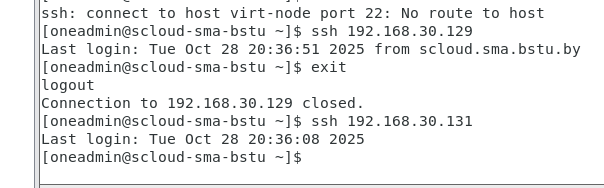 ssh: connect to host virt-node port 22: No route to host
[oneadmin@scloud-sma-bstu ~]$ ssh 192.168.30.129
Last login: Tue Oct 28 20:36:51 2025 from scloud.sma.bstu.by
[oneadmin@scloud-sma-bstu ~]$ exit
logout
Connection to 192.168.30.129 closed.
[oneadmin@scloud-sma-bstu ~]$ ssh 192.168.30.131
Last login: Tue Oct 28 20:36:08 2025
[oneadmin@scloud-sma-bstu ~]$